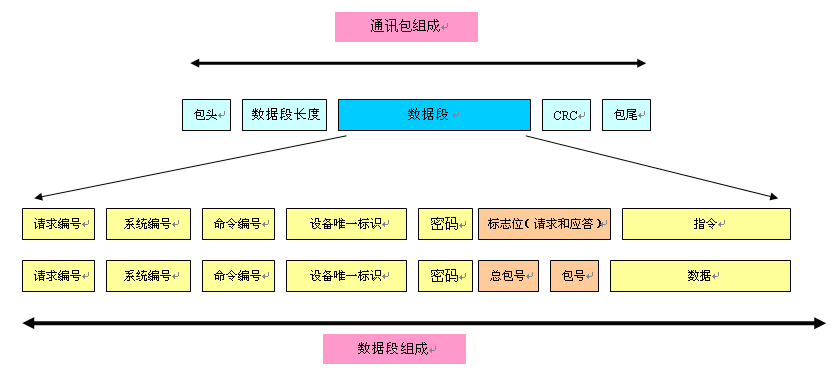 通讯包组成
包头 数据段长度 数据段 CRC 包尾
请求编号 系统编号 命令编号 设备唯一标识 密码 标志位(请求和应答) 指令
请求编号 系统编号 命令编号 设备唯一标识 密码 总包号 包号 数据
数据段组成